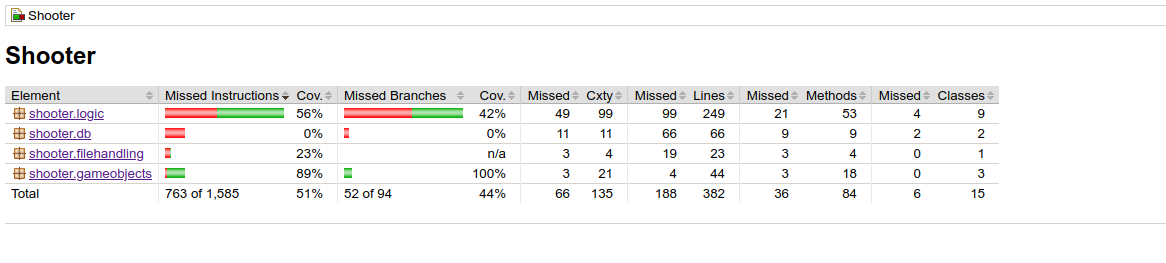 Shooter
Shooter
Element Missed Instructions Cov. Missed Branches Cov. Missed Cxty Missed Lines Missed Methods Missed Classes
shooter.logic 56% 42% 49 99 99 249 21 53 4 9
shooter.db 0% 0% 11 11 66 66 9 9 2 2
shooter.filehandling 23% n/a 3 4 19 23 3 4 0 1
shooter.gameobjects 89% 100% 3 21 4 44 3 18 0 3
Total 763 of 1,585 51% 52 of 94 44% 66 135 188 382 36 84 6 15